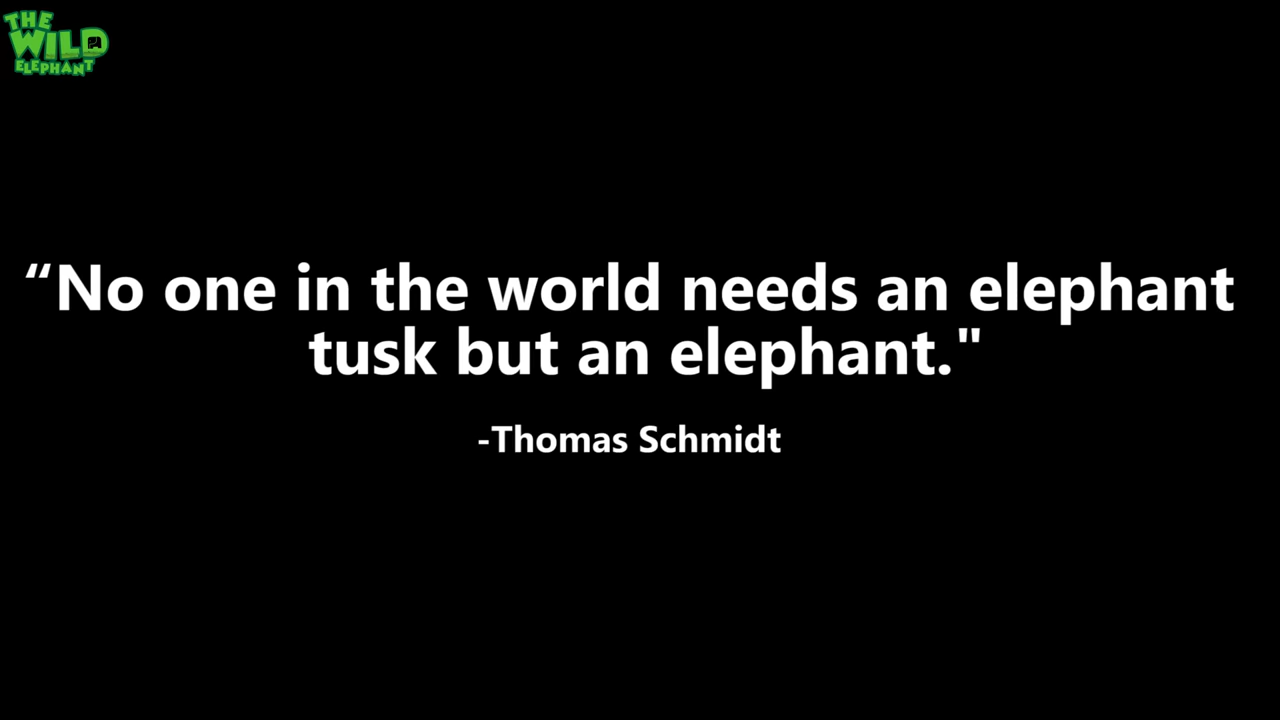 THE
WILD
ELEPHANT
“No one in the world needs an elephant
tusk but an elephant."
-Thomas Schmidt